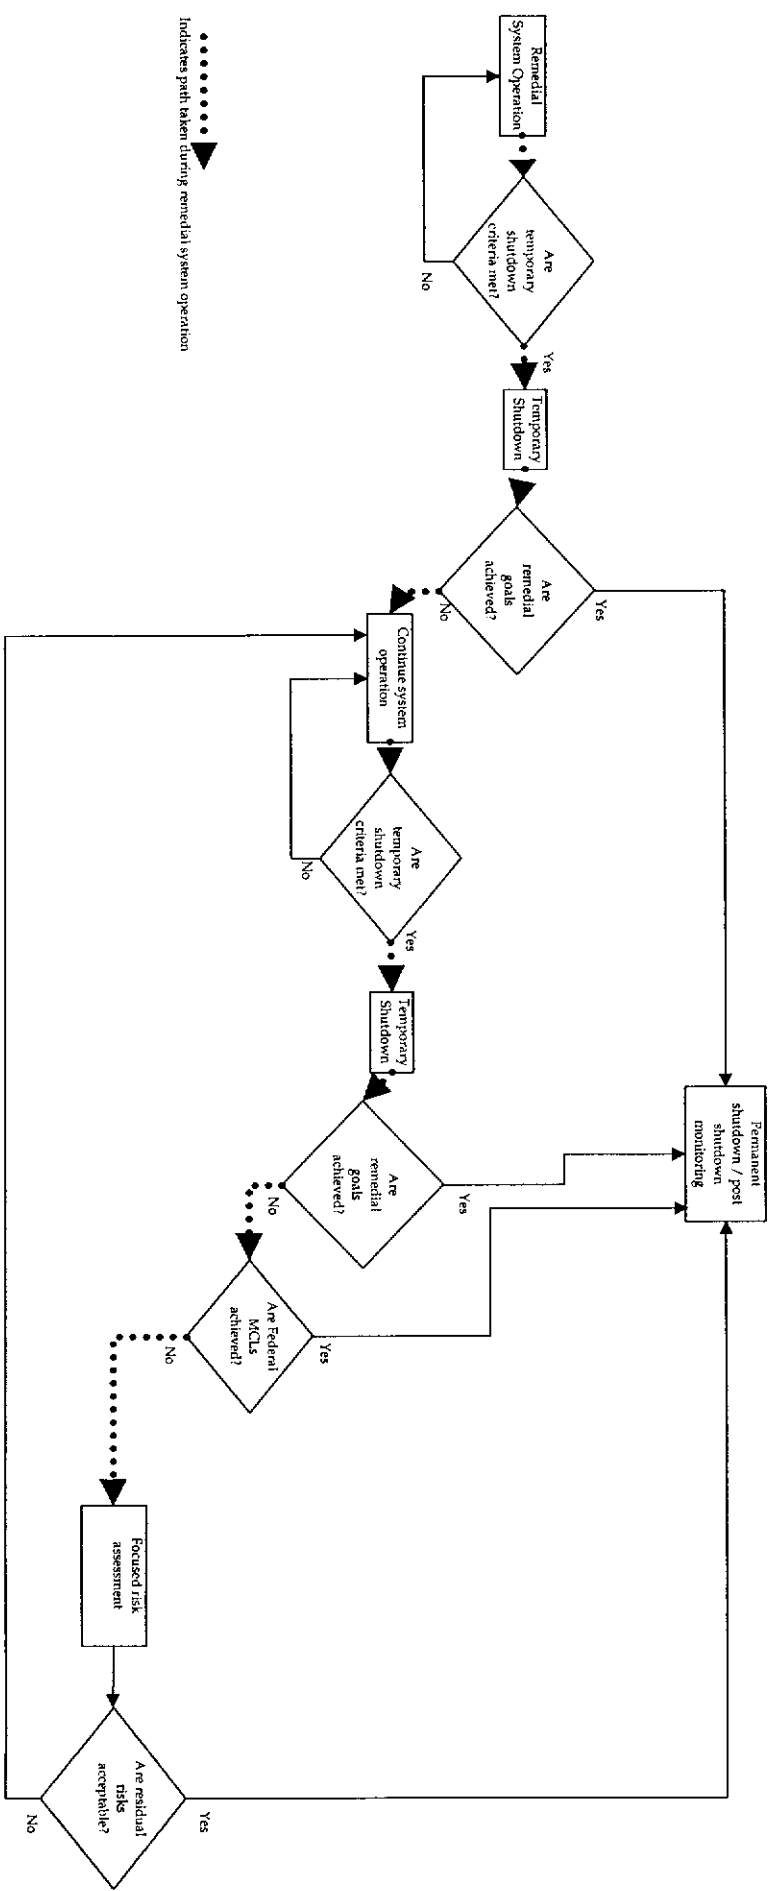 Remedial
System Operation
Are
temporary
shutdown
criteria met?
No
Yes
Temporary
Shutdown
Are
remedial
goals
achieved?
Yes
No
Continue system
operation
Are
temporary
shutdown
criteria met?
No
Yes
Temporary
Shutdown
Are
remedial
goals
achieved?
Yes
No
Permanent
shutdown / post
shutdown
monitoring
Are Federal
MCLs
achieved?
Yes
No
Focused risk
assessment
Are residual
risks
acceptable?
Yes
No
Indicates path taken during remedial system operation